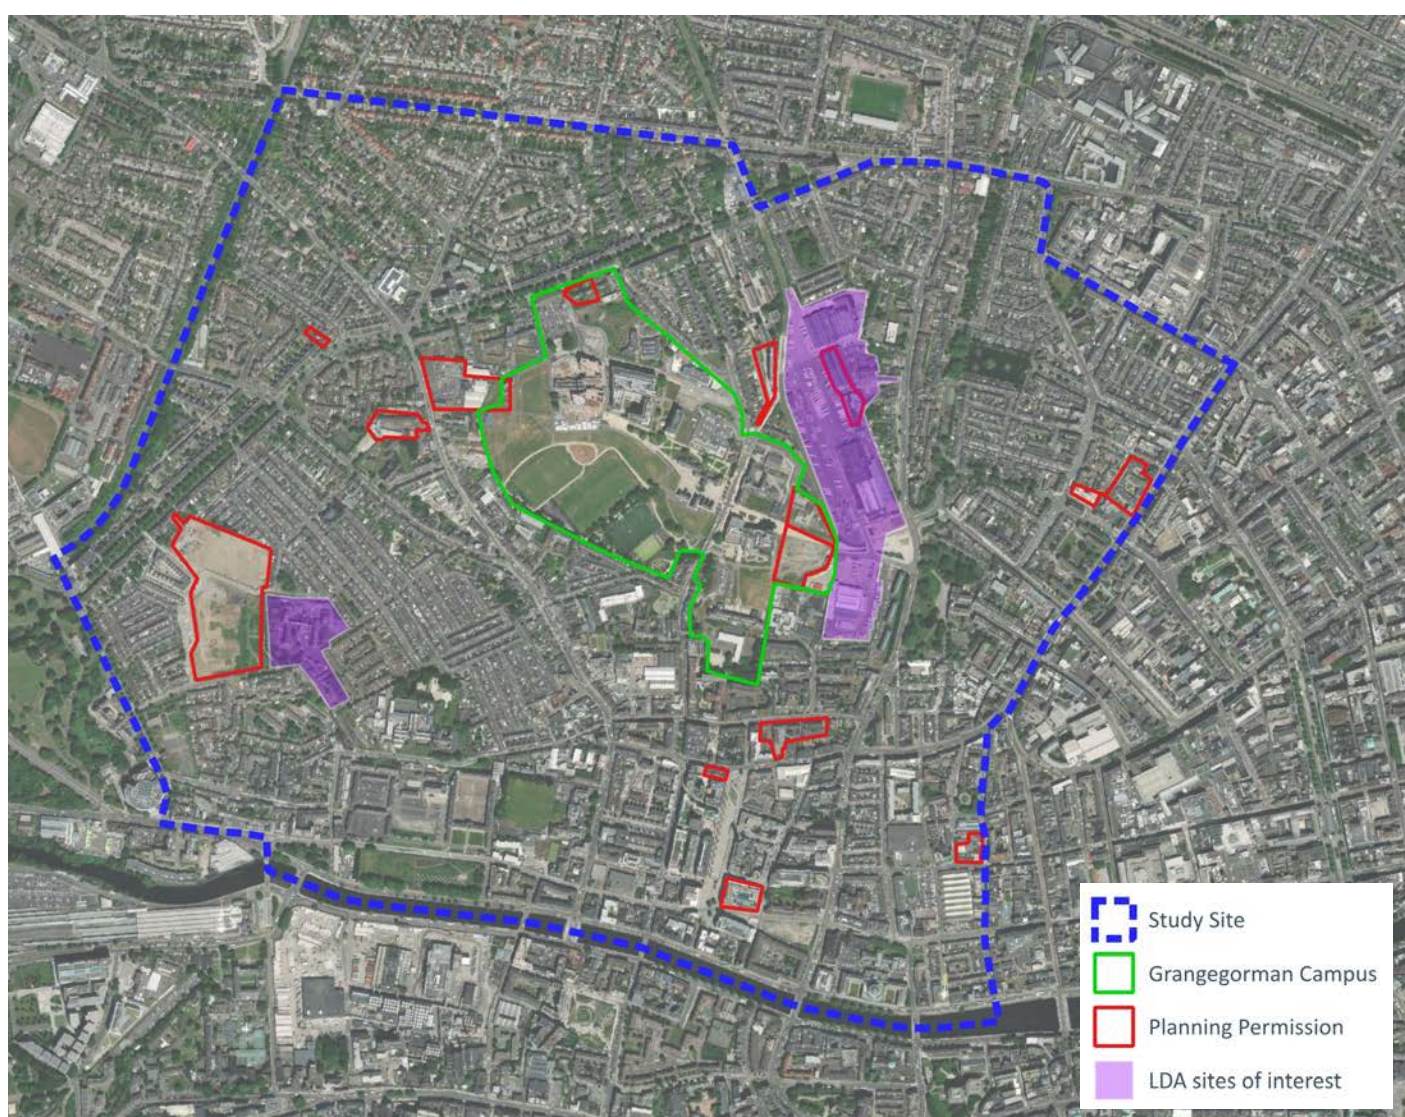 Study Site
Grangegorman Campus
Planning Permission
LDA sites of interest